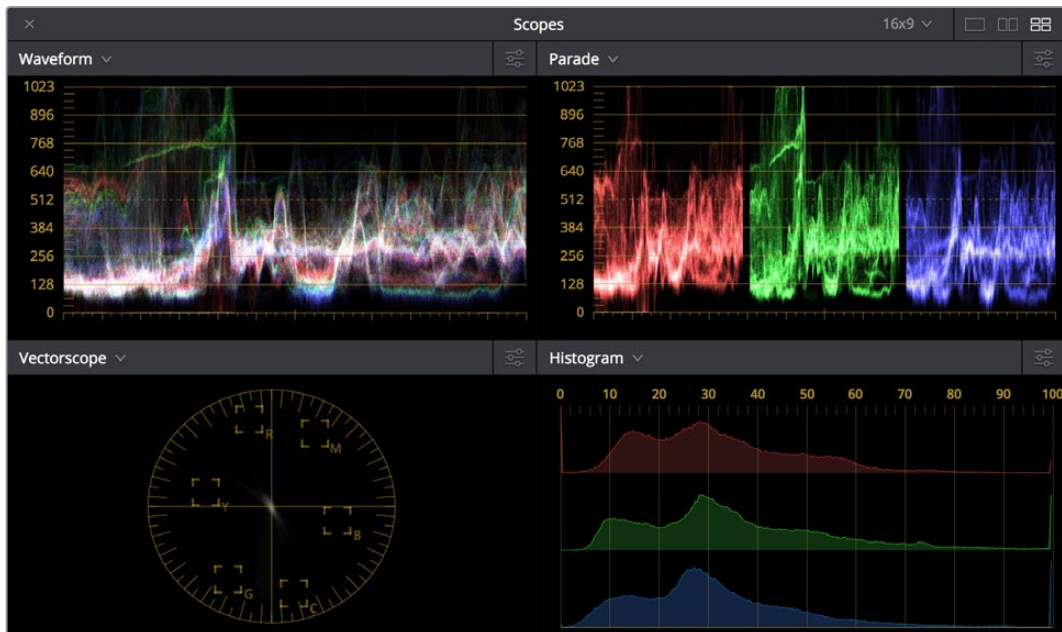 × Scopes 16x9
Waveform Parade
1023 1023
896 896
768 768
640 640
512 512
384 384
256 256
128 128
0 0
Vectorscope Histogram
0 10 20 30 40 50 60 70 80 90 100
R
M
Y
B
G
C